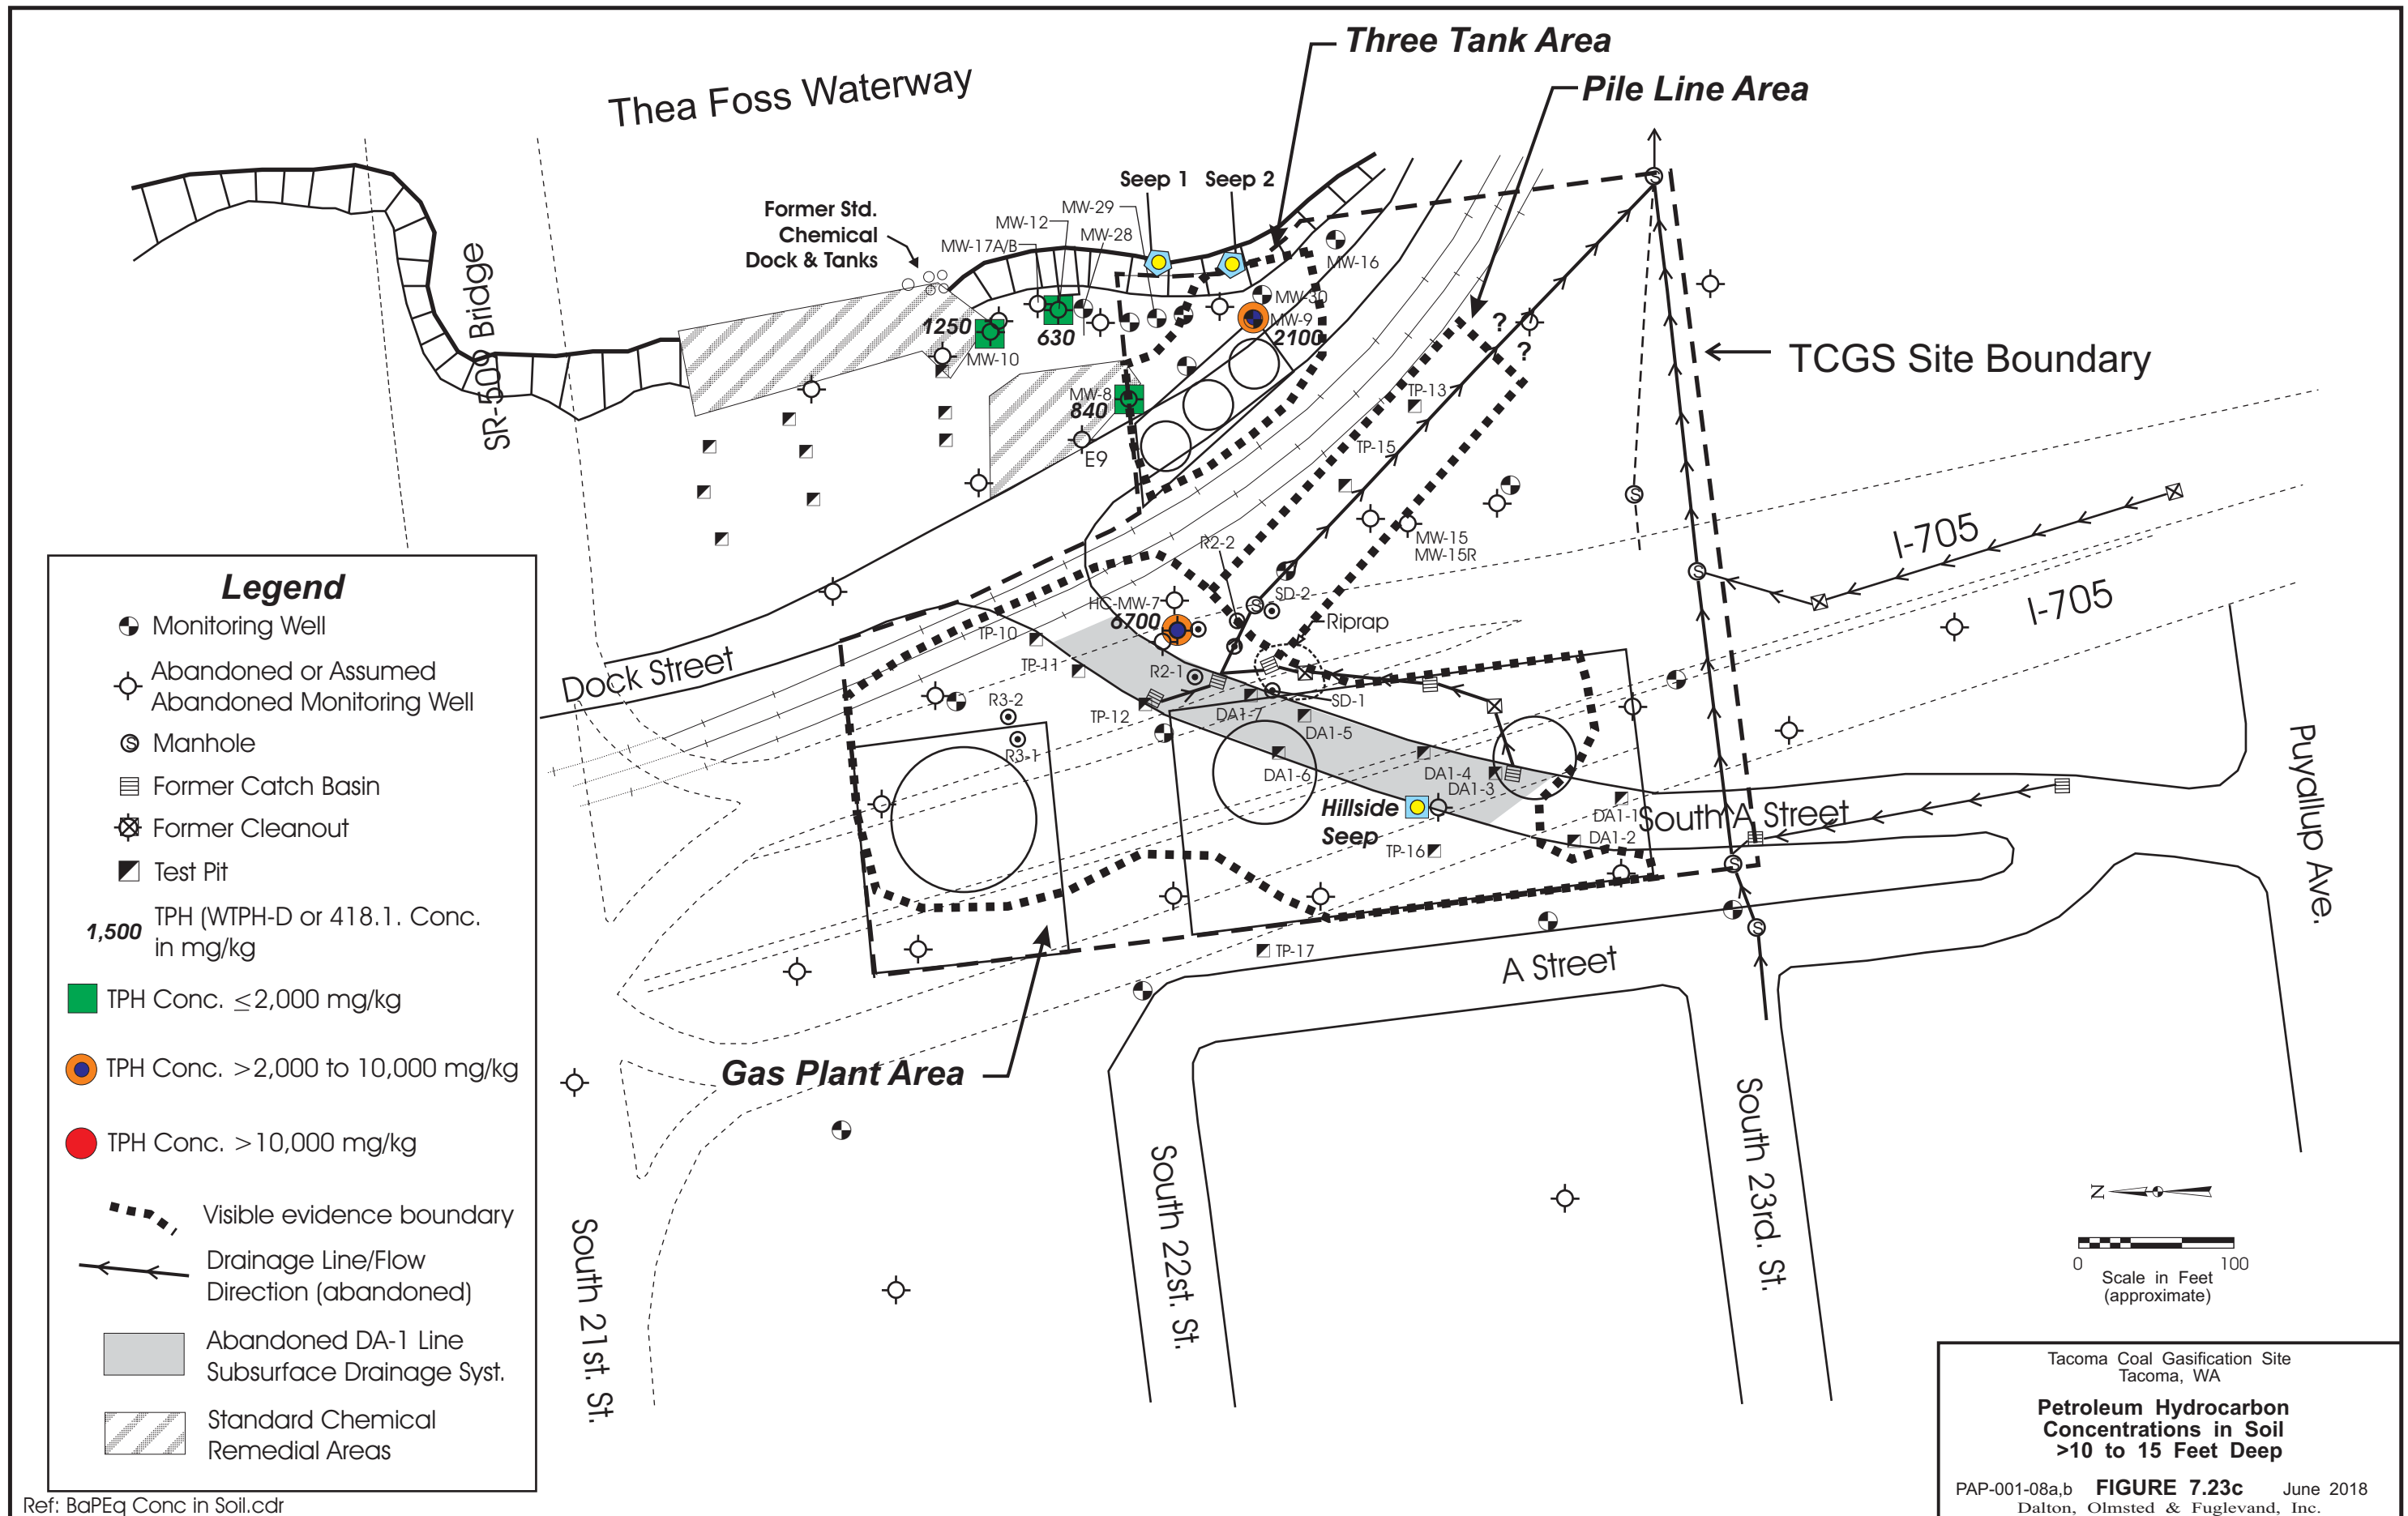 Three Tank Area
Pile Line Area
Thea Foss Waterway
Seep 1
Seep 2
Former Std.
Chemical
Dock & Tanks
MW-29
MW-12
MW-28
MW-17A/B
MW-16
MW-30
MW-9
2100
1250
630
MW-10
SR-509 Bridge
?
?
TCGS Site Boundary
TP-13
MW-8
840
TP-15
E9
I-705
I-705
MW-15
MW-15R
R2-2
SD-2
HC-MW-7
6700
Riprap
TP-10
TP-11
R2-1
Dock Street
R3-2
TP-12
DA1-7
SD-1
DA1-5
R3-1
DA1-6
DA1-4
DA1-3
Hillside
Seep
DA1-1
South A Street
DA1-2
TP-16
TP-17
A Street
Puyallup Ave.
Gas Plant Area
South 21st. St.
South 22st. St.
South 23rd. St.
Legend
Monitoring Well
Abandoned or Assumed
Abandoned Monitoring Well
S Manhole
Former Catch Basin
Former Cleanout
Test Pit
1,500 TPH (WTPH-D or 418.1. Conc.
in mg/kg
TPH Conc. ≤2,000 mg/kg
TPH Conc. >2,000 to 10,000 mg/kg
TPH Conc. >10,000 mg/kg
Visible evidence boundary
Drainage Line/Flow
Direction (abandoned)
Abandoned DA-1 Line
Subsurface Drainage Syst.
Standard Chemical
Remedial Areas
Ref: BaPEq Conc in Soil.cdr
N
0 100
Scale in Feet
(approximate)
Tacoma Coal Gasification Site
Tacoma, WA
Petroleum Hydrocarbon
Concentrations in Soil
>10 to 15 Feet Deep
PAP-001-08a,b FIGURE 7.23c June 2018
Dalton, Olmsted & Fuglevand, Inc.